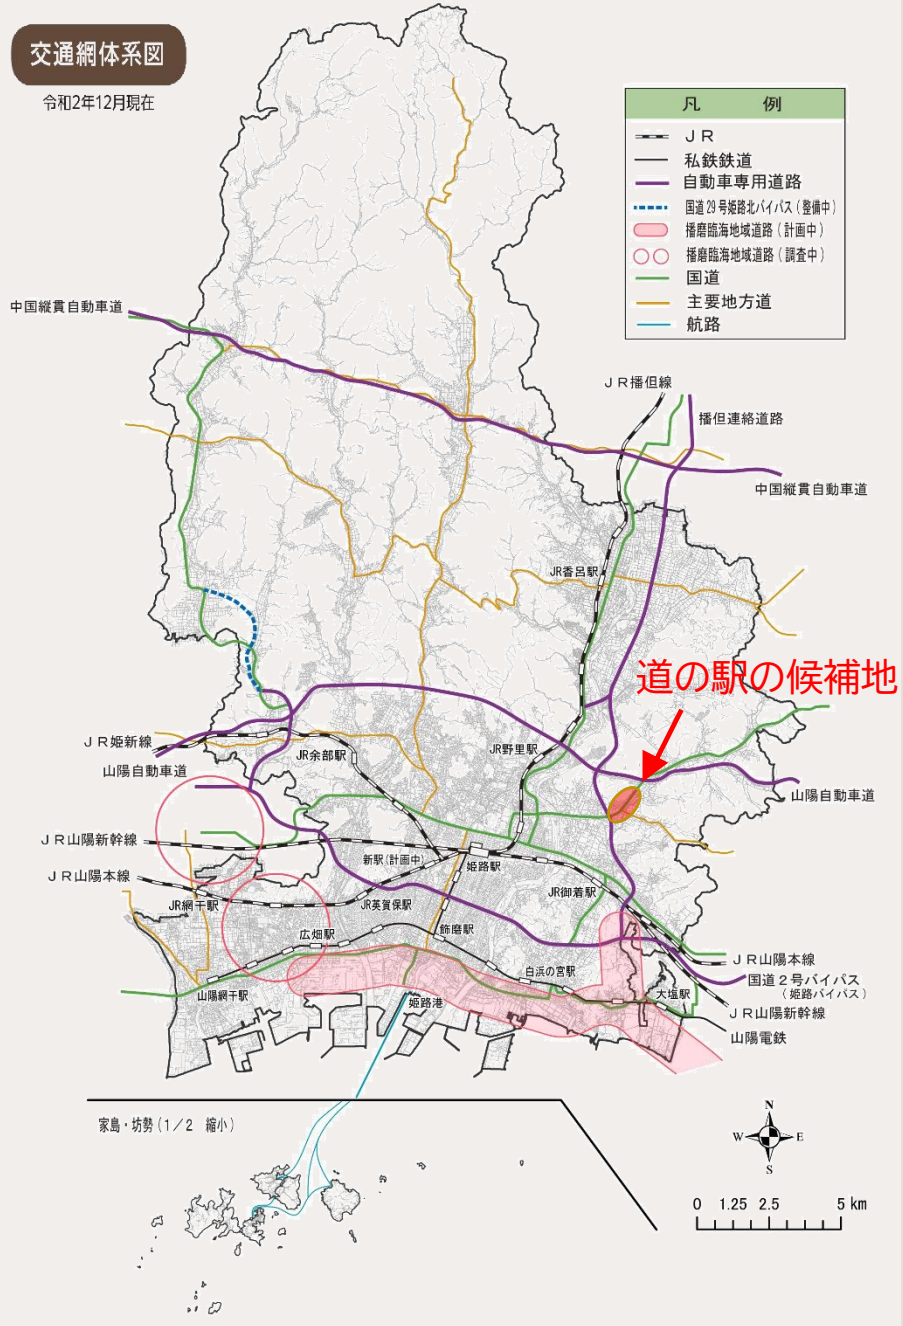 交通網体系図
令和2年12月現在
凡 例
JR
私鉄鉄道
自動車専用道路
国道29号姫路北バイパス(整備中)
播磨臨海地域道路(計画中)
播磨臨海地域道路(調査中)
国道
主要地方道
航路
中国縦貫自動車道
JR播但線
播但連絡道路
中国縦貫自動車道
JR香呂駅
道の駅の候補地
JR姫新線
山陽自動車道
JR余部駅
JR野里駅
山陽自動車道
JR山陽新幹線
新駅(計画中)
姫路駅
JR山陽本線
JR網干駅
JR英賀保駅
JR御着駅
広畑駅
飾磨駅
白浜の宮駅
JR山陽本線
国道2号バイパス
(姫路バイパス)
山陽網干駅
姫路港
大塩駅
JR山陽新幹線
山陽電鉄
家島・坊勢(1/2 縮小)
N
W E
S
0 1.25 2.5 5 km